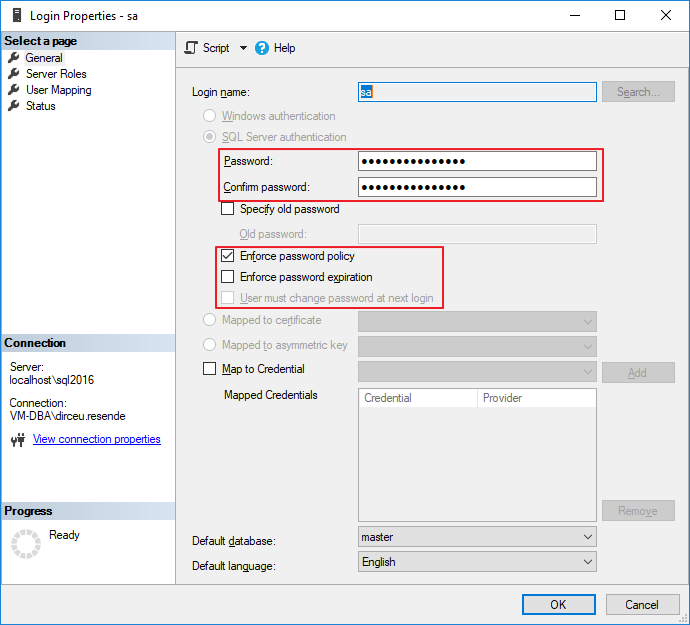 Login Properties - sa
Select a page
General
Server Roles
User Mapping
Status
Connection
Server:
localhost\sql2016
Connection:
VM-DBA\dirceu.resende
View connection properties
Progress
Ready
Script
Help
Login name:
sa
Search...
Windows authentication
SQL Server authentication
Password:
●●●●●●●●●●●●●●●
Confirm password:
●●●●●●●●●●●●●●●
Specify old password
Old password:
Enforce password policy
Enforce password expiration
User must change password at next login
Mapped to certificate
Mapped to asymmetric key
Map to Credential
Add
Mapped Credentials
Credential Provider
Remove
Default database:
master
Default language:
English
OK
Cancel